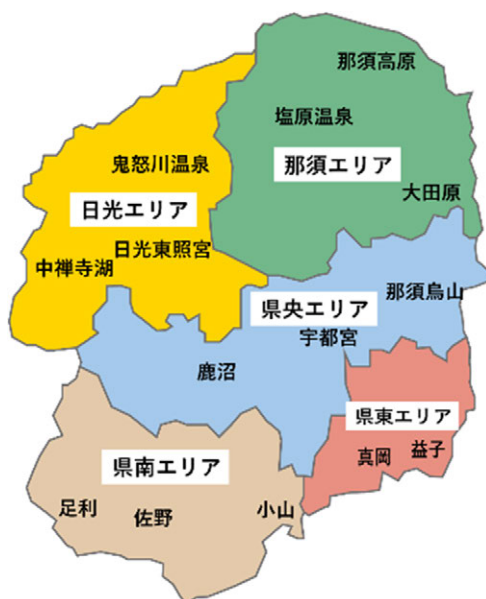 那須高原
塩原温泉
鬼怒川温泉
那須エリア
大田原
日光エリア
日光東照宮
中禅寺湖
那須烏山
県央エリア
宇都宮
鹿沼
県東エリア
益子
真岡
県南エリア
足利
佐野
小山